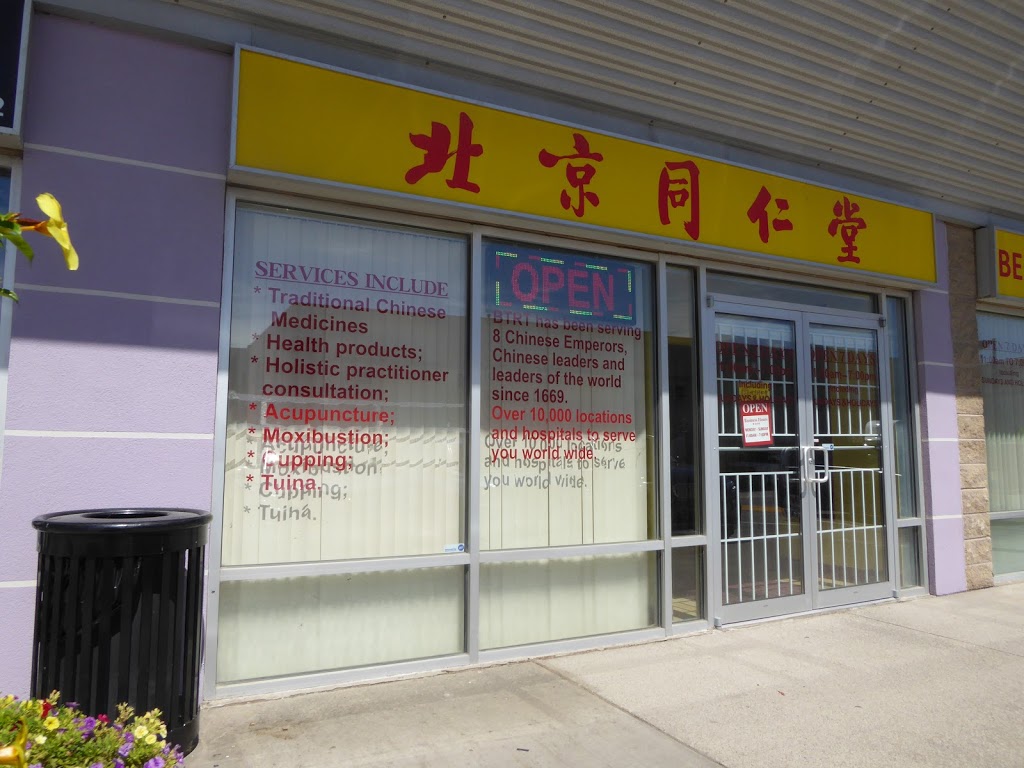 北京同仁堂
BE
SERVICES INCLUDE
* Traditional Chinese
Medicines
* Health products;
* Holistic practitioner
consultation;
* Acupuncture;
* Moxibustion;
* Cupping;
* Tuina.
OPEN
*BTRT has been serving
8 Chinese Emperors,
Chinese leaders and
leaders of the world
since 1669.
Over 10,000 locations
and hospitals to serve
you world wide.
Including
OPEN